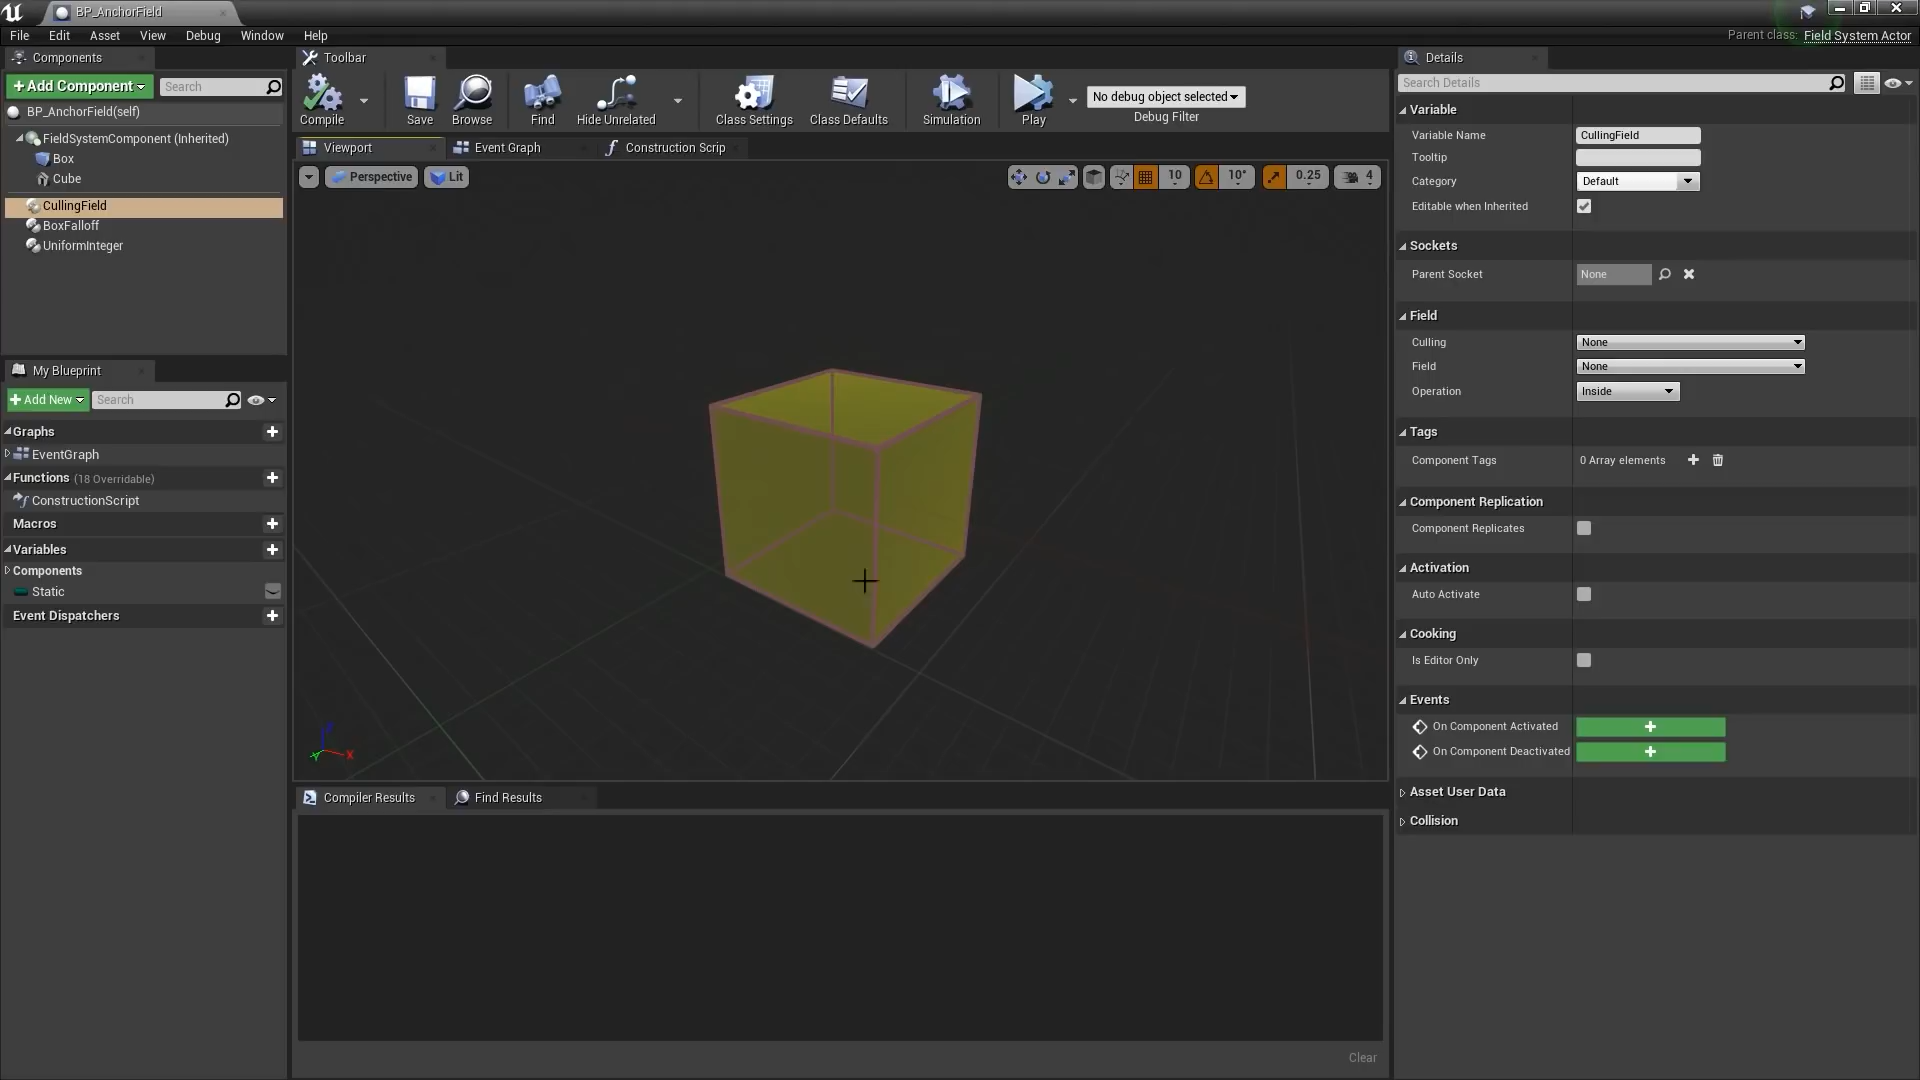 BP_AnchorField
File Edit Asset View Debug Window Help
Parent class: Field System Actor
Components
Add Component
Search
BP_AnchorField(self)
FieldSystemComponent (Inherited)
Box
Cube
CullingField
BoxFalloff
UniformInteger
My Blueprint
Add New
Search
Graphs
EventGraph
Functions (18 Overridable)
ConstructionScript
Macros
Variables
Components
Static
Event Dispatchers
Toolbar
Compile
Save
Browse
Find
Hide Unrelated
Class Settings
Class Defaults
Simulation
Play
No debug object selected
Debug Filter
Viewport
Event Graph
Construction Scrip
Perspective
Lit
10
10°
0.25
4
X
Compiler Results
Find Results
Clear
Details
Search Details
Variable
Variable Name CullingField
Tooltip
Category Default
Editable when Inherited
Sockets
Parent Socket None
Field
Culling None
Field None
Operation Inside
Tags
Component Tags 0 Array elements
Component Replication
Component Replicates
Activation
Auto Activate
Cooking
Is Editor Only
Events
On Component Activated
On Component Deactivated
Asset User Data
Collision